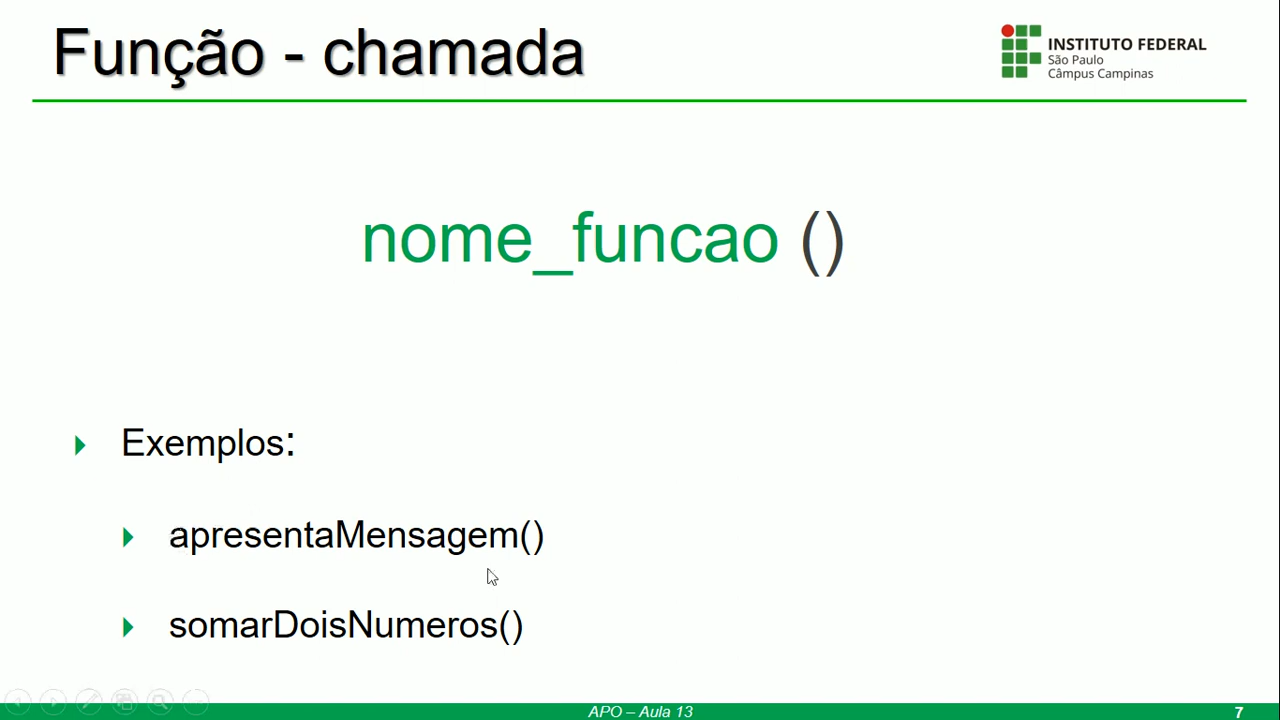 Função - chamada
INSTITUTO FEDERAL
São Paulo
Câmpus Campinas
nome_funcao ()
Exemplos:
apresentaMensagem()
somarDoisNumeros()
APO – Aula 13
7